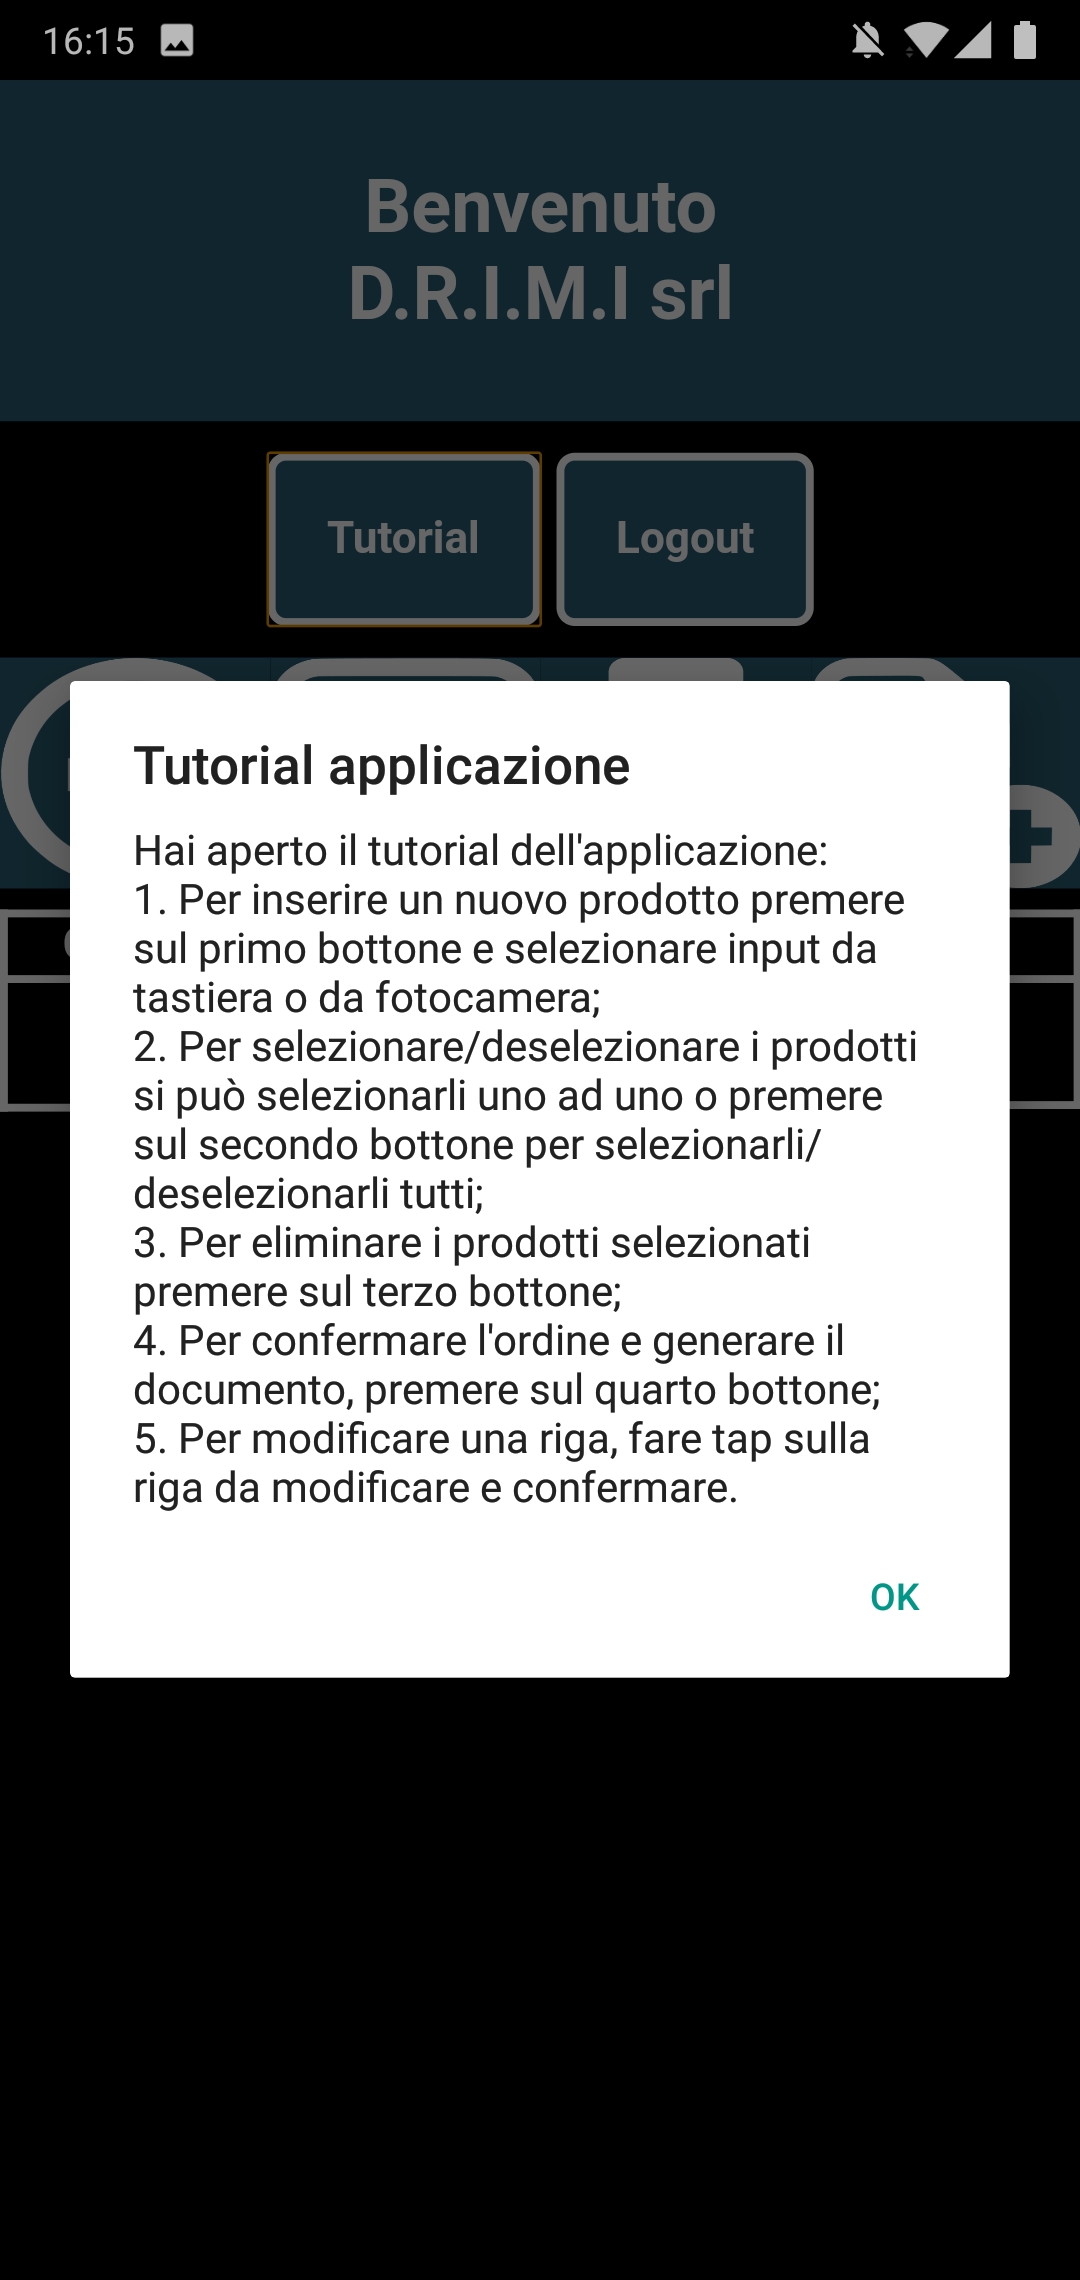 16:15
Benvenuto
D.R.I.M.I srl
Tutorial
Logout
Tutorial applicazione
Hai aperto il tutorial dell'applicazione:
1. Per inserire un nuovo prodotto premere
sul primo bottone e selezionare input da
tastiera o da fotocamera;
2. Per selezionare/deselezionare i prodotti
si può selezionarli uno ad uno o premere
sul secondo bottone per selezionarli/
deselezionarli tutti;
3. Per eliminare i prodotti selezionati
premere sul terzo bottone;
4. Per confermare l'ordine e generare il
documento, premere sul quarto bottone;
5. Per modificare una riga, fare tap sulla
riga da modificare e confermare.
OK